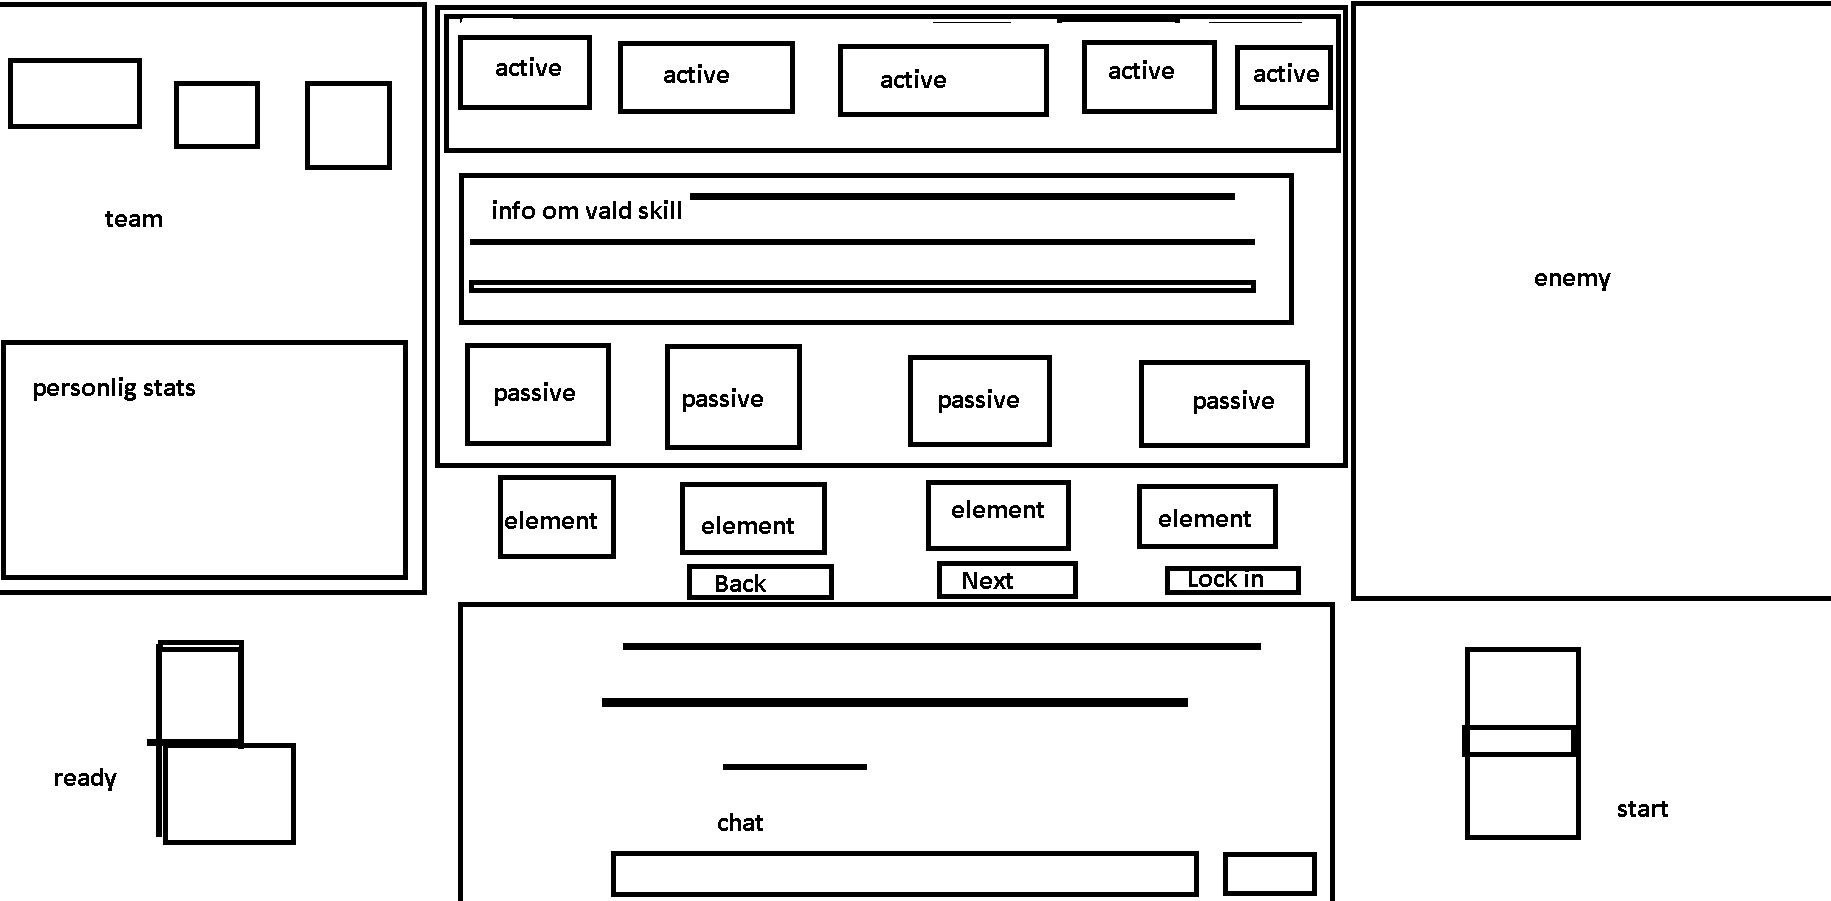 active
active
active
active
active
team
info om vald skill
enemy
personlig stats
passive
passive
passive
passive
element
element
element
element
Back
Next
Lock in
ready
chat
start